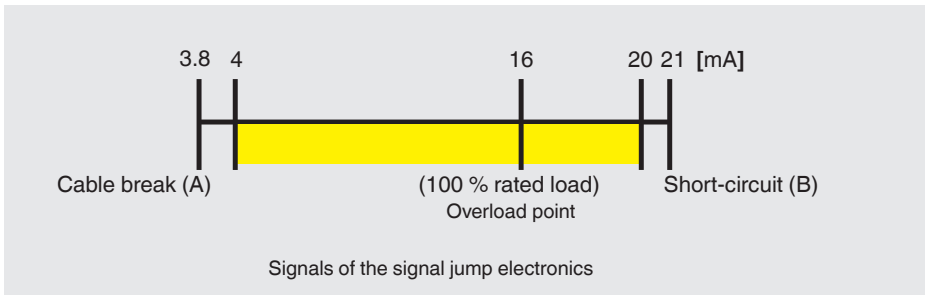 3.8 4 16 20 21 [mA]
Cable break (A) (100 % rated load) Short-circuit (B)
Overload point
Signals of the signal jump electronics